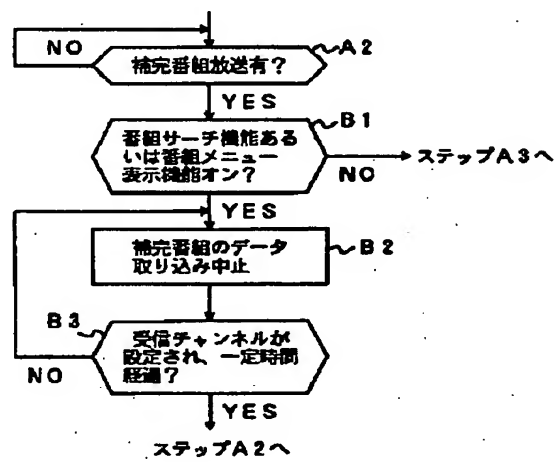 NO
A2
補完番組放送有?
YES
B1
番組サーチ機能ある
いは番組メニュー
表示機能オン?
ステップA3へ
NO
YES
補完番組のデータ
取り込み中止
B2
B3
受信チャンネルが
設定され、一定時間
経過?
NO
YES
ステップA2へ